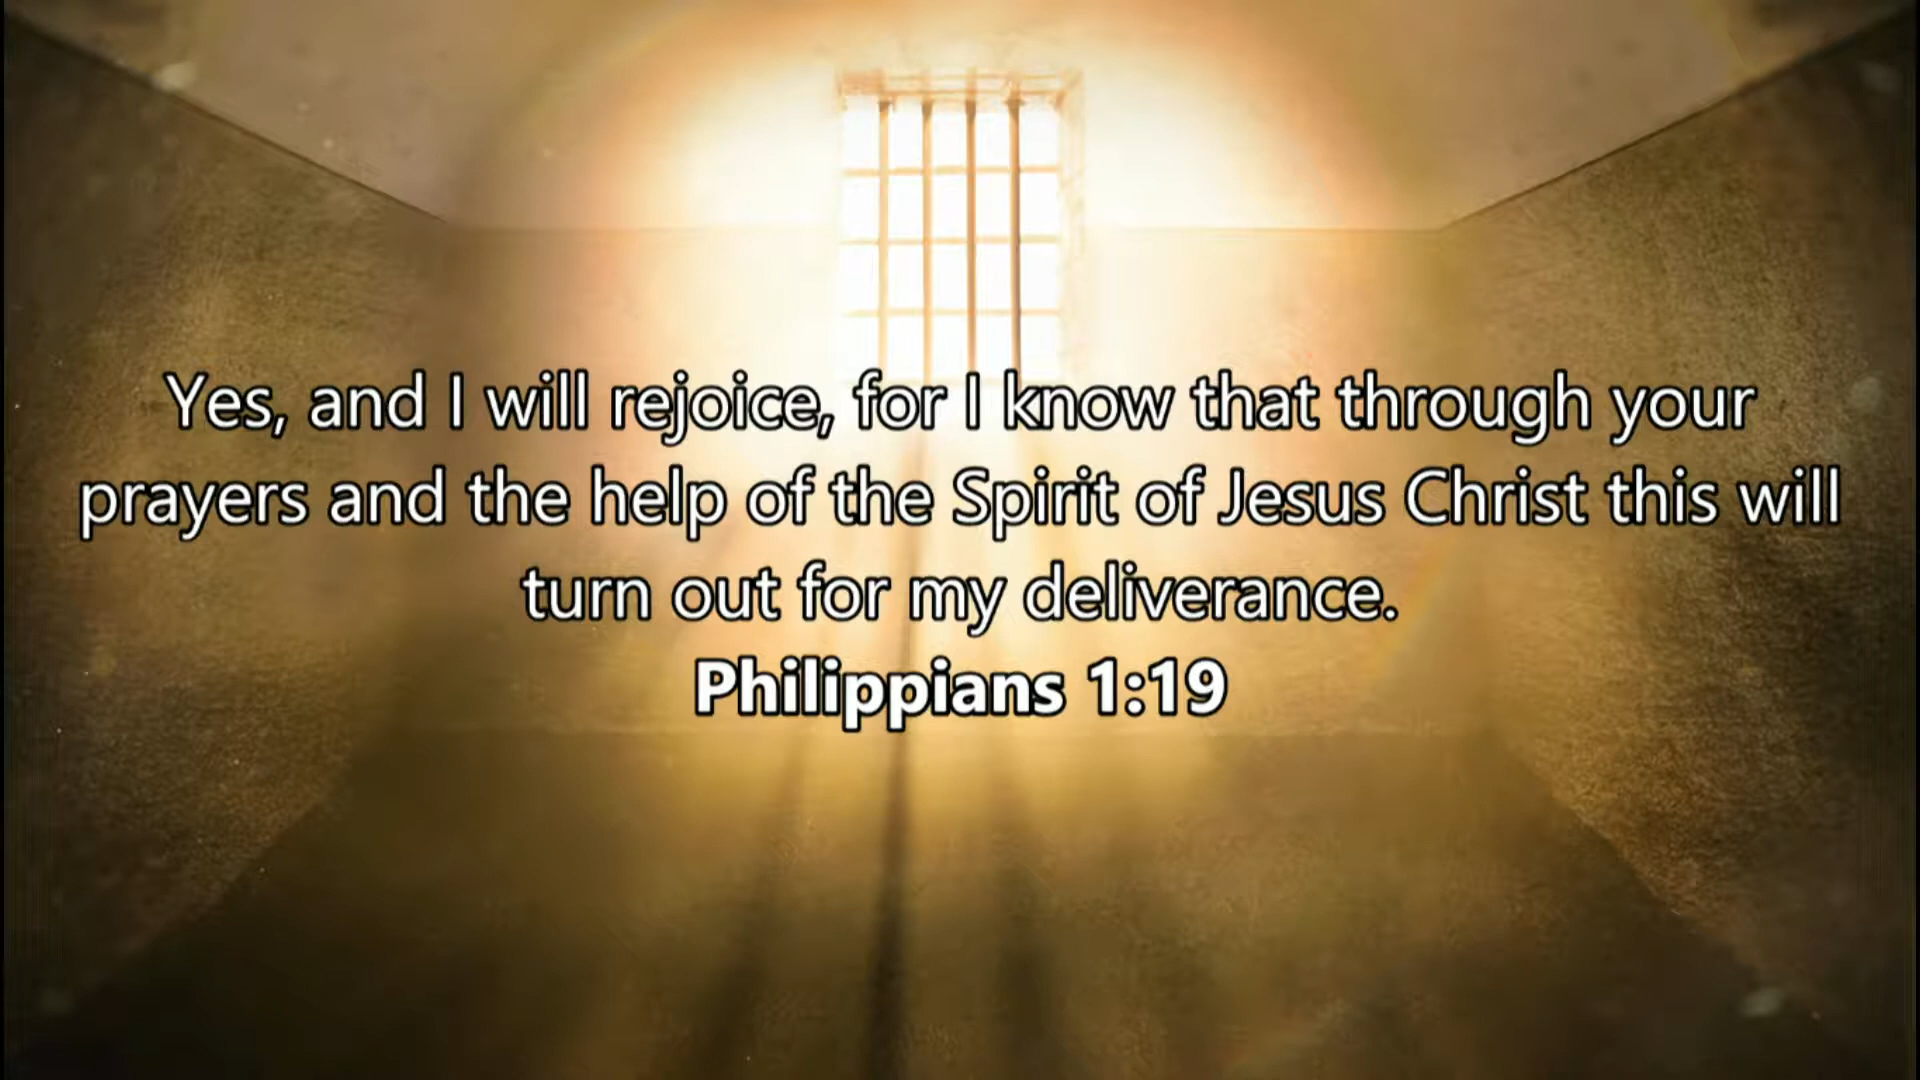 Yes, and I will rejoice, for I know that through your
prayers and the help of the Spirit of Jesus Christ this will
turn out for my deliverance.
Philippians 1:19